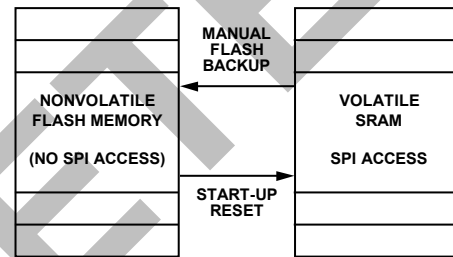 MANUAL
FLASH
BACKUP
NONVOLATILE
FLASH MEMORY
(NO SPI ACCESS)
VOLATILE
SRAM
SPI ACCESS
START-UP
RESET